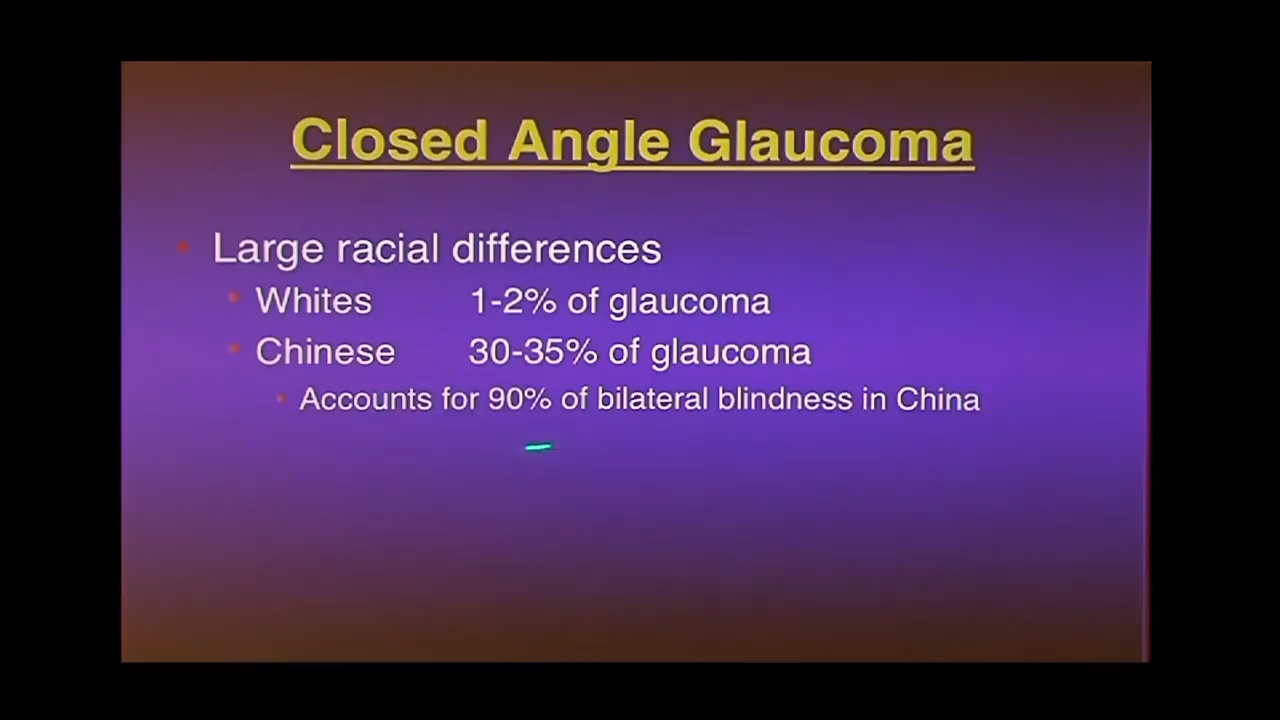 Closed Angle Glaucoma
• Large racial differences
• Whites 1-2% of glaucoma
• Chinese 30-35% of glaucoma
• Accounts for 90% of bilateral blindness in China